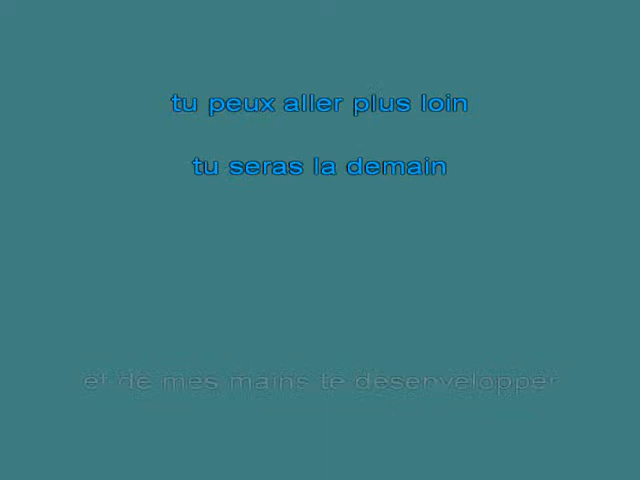 tu peux aller plus loin
tu seras la demain
et de mes mains te desenvelopper